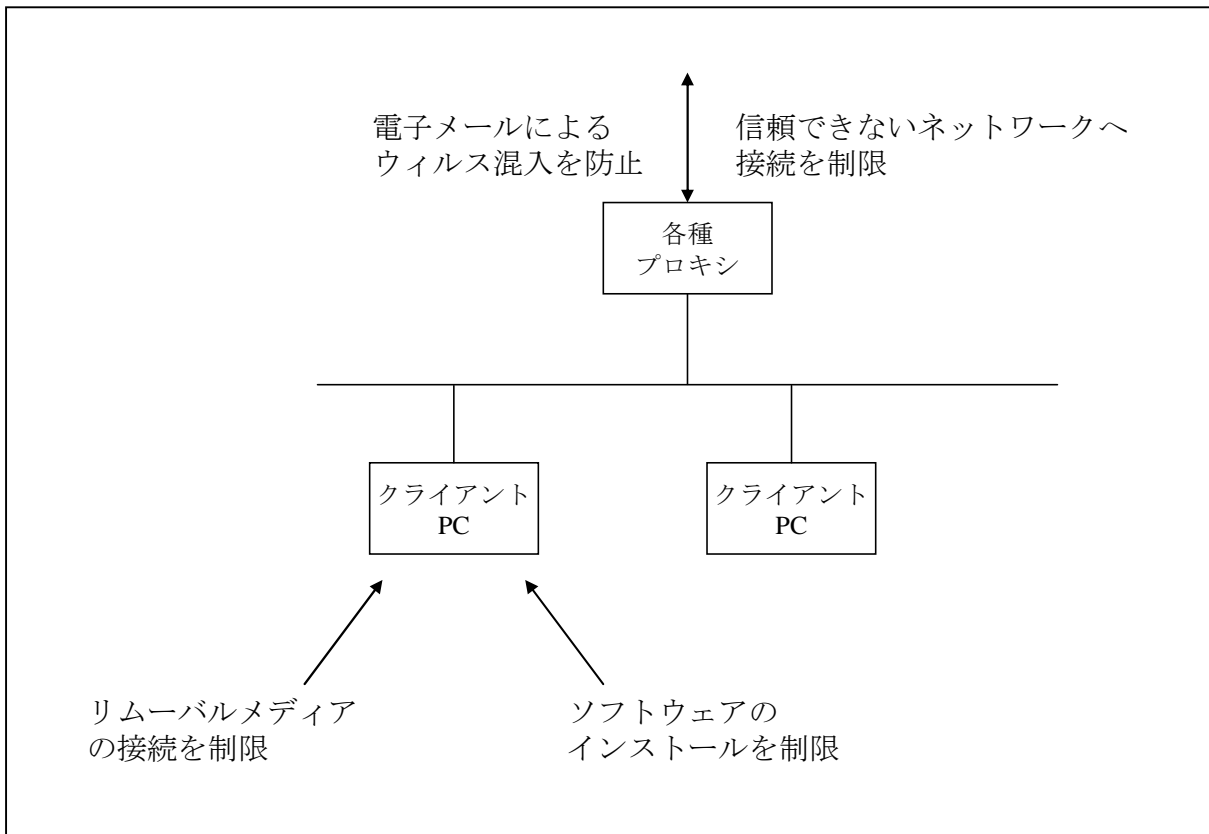 電子メールによる
ウィルス混入を防止
信頼できないネットワークへ
接続を制限
各種
プロキシ
クライアント
PC
クライアント
PC
リムーバルメディア
の接続を制限
ソフトウェアの
インストールを制限